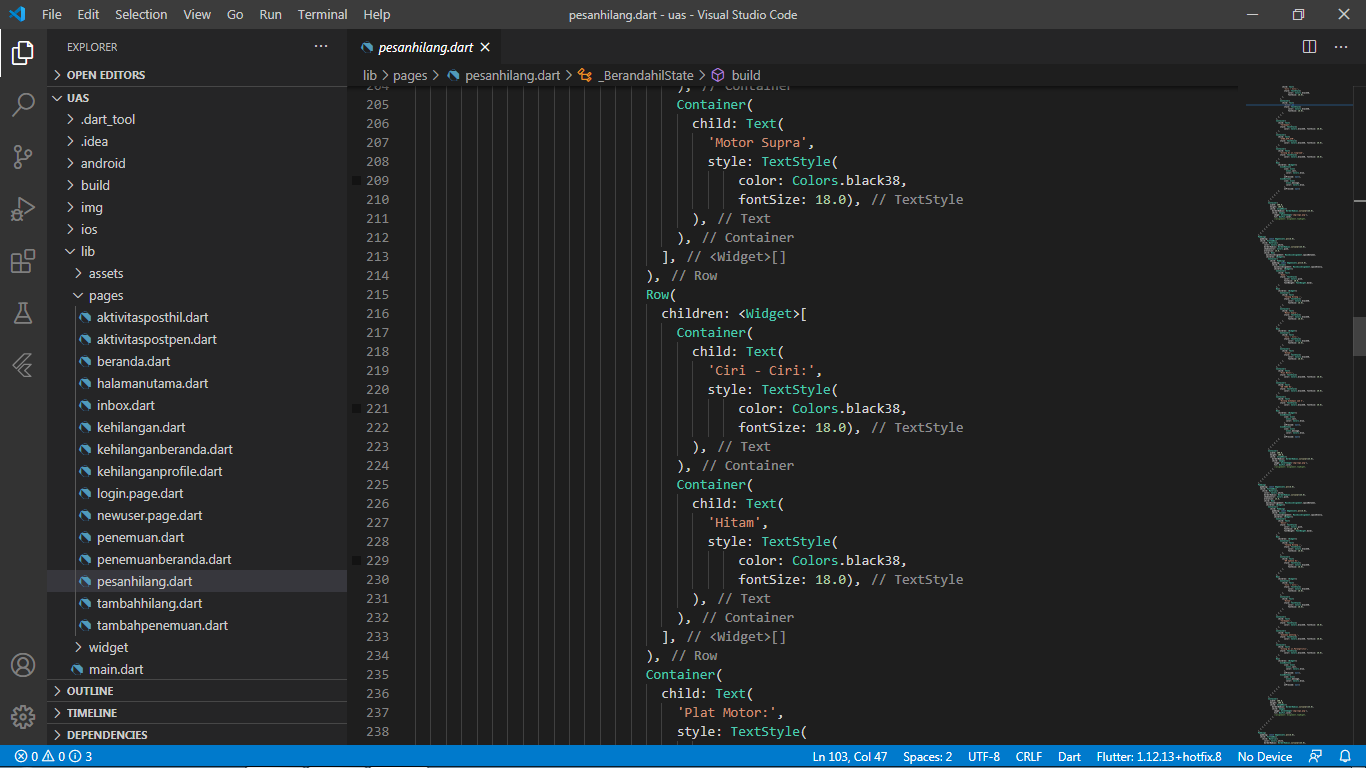 File Edit Selection View Go Run Terminal Help
pesanhilang.dart - uas - Visual Studio Code
EXPLORER
OPEN EDITORS
UAS
.dart_tool
.idea
android
build
img
ios
lib
assets
pages
aktivitasposthil.dart
aktivitaspostpen.dart
beranda.dart
halamanutama.dart
inbox.dart
kehilangan.dart
kehilanganberanda.dart
kehilanganprofile.dart
login.page.dart
newuser.page.dart
penemuan.dart
penemuanberanda.dart
pesanhilang.dart
tambahhilang.dart
tambahpenemuan.dart
widget
main.dart
OUTLINE
TIMELINE
DEPENDENCIES
pesanhilang.dart
lib > pages > pesanhilang.dart > _BerandahilState > build
204 ), // Container
205 Container(
206 child: Text(
207 'Motor Supra',
208 style: TextStyle(
209 color: Colors.black38,
210 fontSize: 18.0), // TextStyle
211 ), // Text
212 ), // Container
213 ], // <Widget>[]
214 ), // Row
215 Row(
216 children: <Widget>[
217 Container(
218 child: Text(
219 'Ciri - Ciri:',
220 style: TextStyle(
221 color: Colors.black38,
222 fontSize: 18.0), // TextStyle
223 ), // Text
224 ), // Container
225 Container(
226 child: Text(
227 'Hitam',
228 style: TextStyle(
229 color: Colors.black38,
230 fontSize: 18.0), // TextStyle
231 ), // Text
232 ), // Container
233 ], // <Widget>[]
234 ), // Row
235 Container(
236 child: Text(
237 'Plat Motor:',
238 style: TextStyle(
0 0 3
Ln 103, Col 47 Spaces: 2 UTF-8 CRLF Dart Flutter: 1.12.13+hotfix.8 No Device